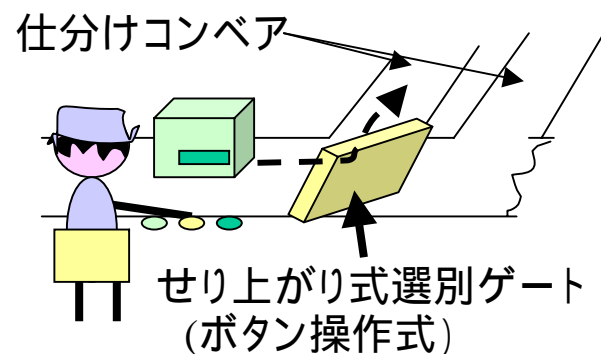 仕分けコンベア
せり上がり式選別ゲート
(ボタン操作式)